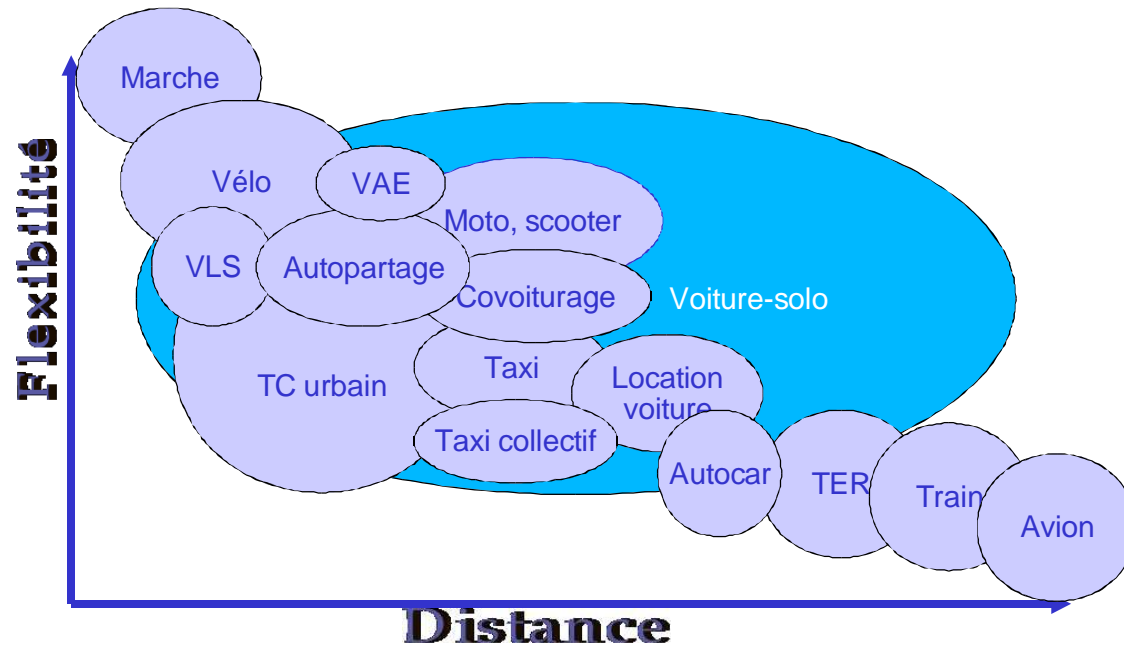 Marche
Flexibilité
Vélo
VAE
Moto, scooter
VLS
Autopartage
Covoiturage
Voiture-solo
TC urbain
Taxi
Location
voiture
Taxi collectif
Autocar
TER
Train
Avion
Distance